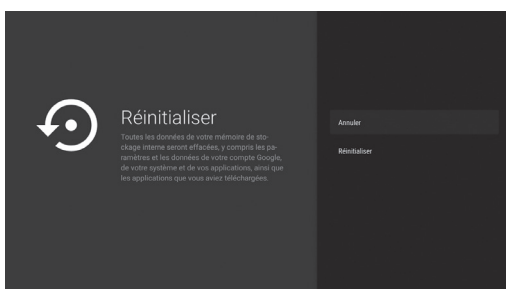 Réinitialiser
Toutes les données de votre mémoire de sto-
ckage interne seront effacées, y compris les pa-
ramètres et les données de votre compte Google,
de votre système et de vos applications, ainsi que
les applications que vous aviez téléchargées.
Annuler
Réinitialiser